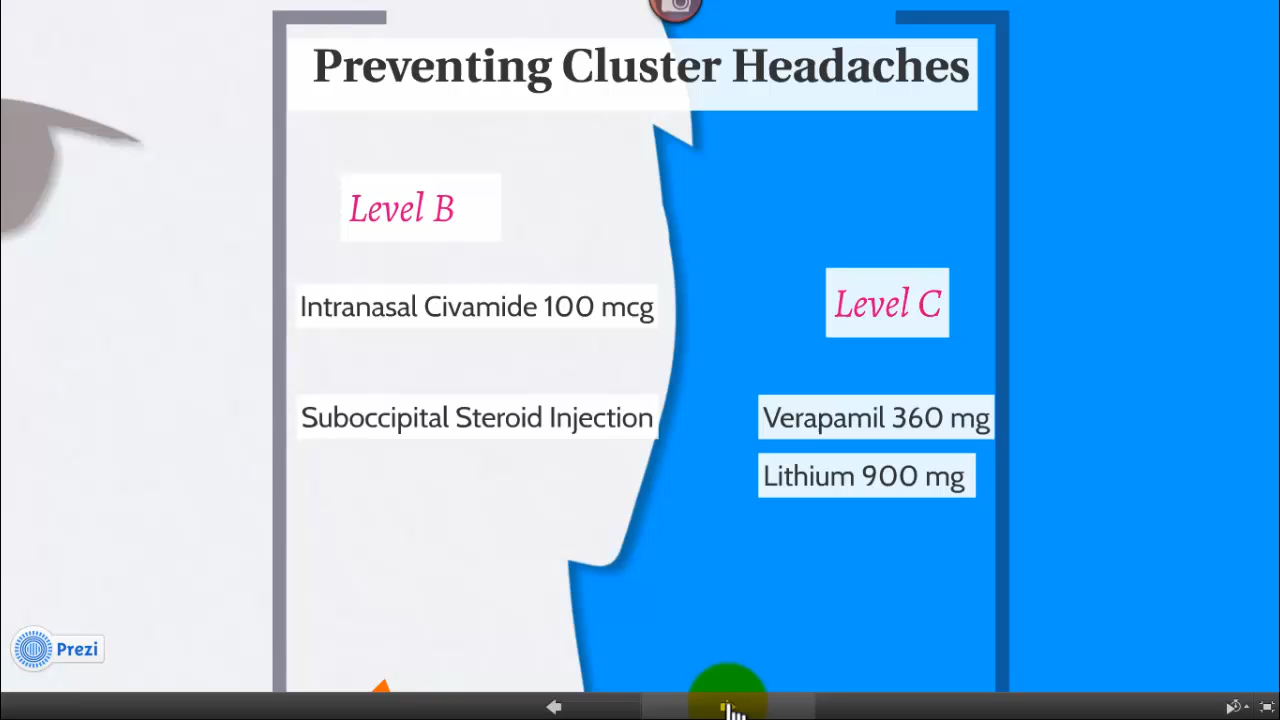 Preventing Cluster Headaches
Level B
Intranasal Civamide 100 mcg
Suboccipital Steroid Injection
Level C
Verapamil 360 mg
Lithium 900 mg
Prezi